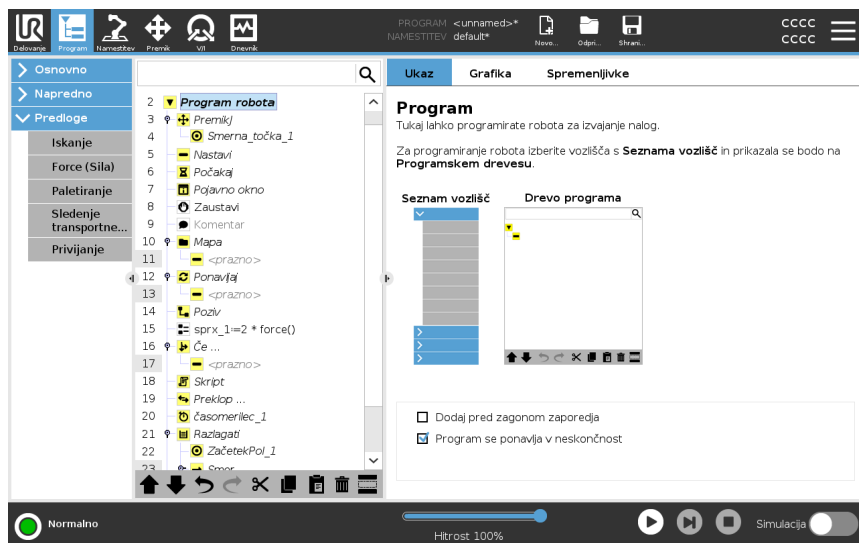 UR
Delovanje
Program
Namestitev
Premik
V/I
Dnevnik
PROGRAM <unnamed>*
NAMESTITEV default*
Novo...
Odpri...
Shrani...
CCCC
CCCC
Osnovno
Napredno
Predloge
Iskanje
Force (Sila)
Paletiranje
Sledenje
transportne...
Privijanje
2 Program robota
3 PremikJ
4 Smerna_točka_1
5 Nastavi
6 Počakaj
7 Pojavno okno
8 Zaustavi
9 Komentar
10 Mapa
11 <prazno>
12 Ponavljaj
13 <prazno>
14 Poziv
15 sprx_1≔2 * force()
16 Če ...
17 <prazno>
18 Skript
19 Preklop ...
20 časomerilec_1
21 Razlagati
22 ZačetekPol_1
23 Smer
Ukaz
Grafika
Spremenljivke
Program
Tukaj lahko programirate robota za izvajanje nalog.
Za programiranje robota izberite vozlišča s Seznama vozlišč in prikazala se bodo na
Programskem drevesu.
Seznam vozlišč
Drevo programa
Dodaj pred zagonom zaporedja
Program se ponavlja v neskončnost
Normalno
Hitrost 100%
Simulacija